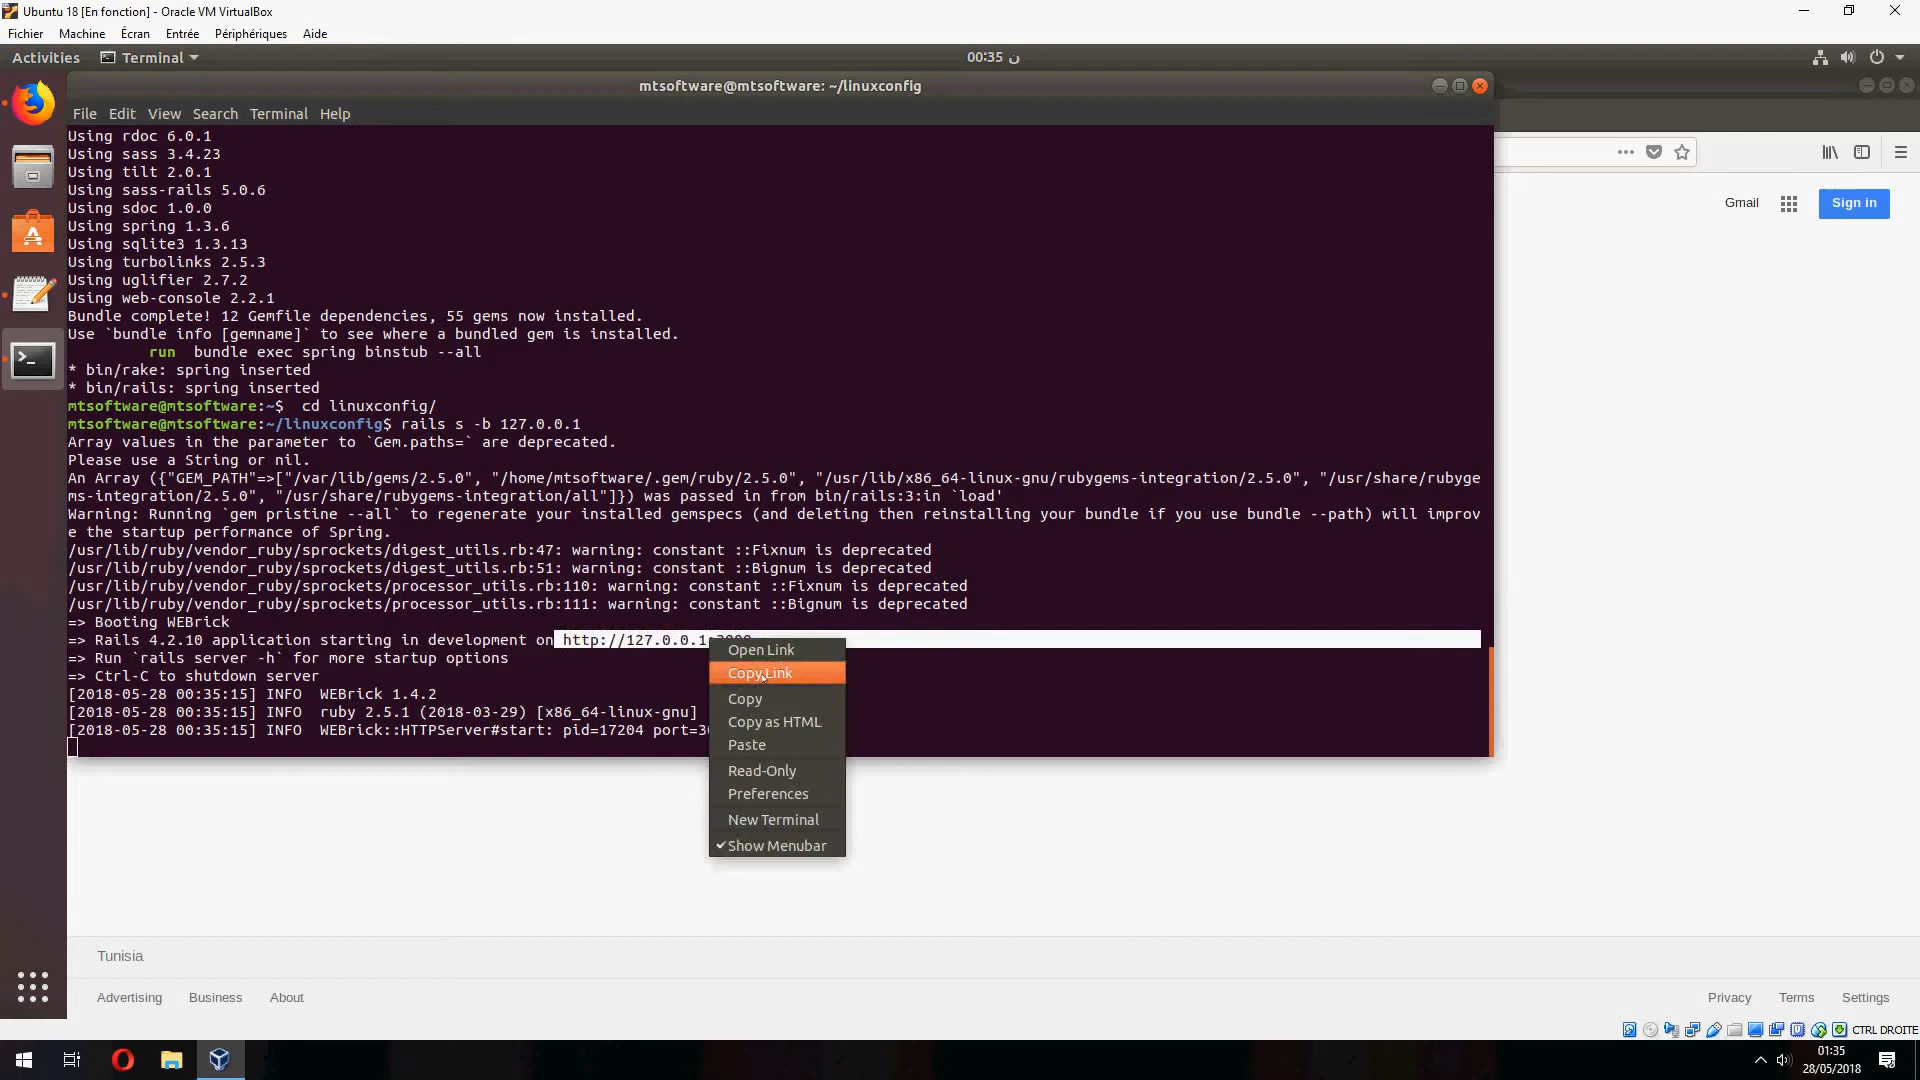 Ubuntu 18 [En fonction] - Oracle VM VirtualBox
Fichier Machine Écran Entrée Périphériques Aide
Activities Terminal 00:35 ن
mtsoftware@mtsoftware: ~/linuxconfig
File Edit View Search Terminal Help
Using rdoc 6.0.1
Using sass 3.4.23
Using tilt 2.0.1
Using sass-rails 5.0.6
Using sdoc 1.0.0
Using spring 1.3.6
Using sqlite3 1.3.13
Using turbolinks 2.5.3
Using uglifier 2.7.2
Using web-console 2.2.1
Bundle complete! 12 Gemfile dependencies, 55 gems now installed.
Use `bundle info [gemname]` to see where a bundled gem is installed.
run bundle exec spring binstub --all
* bin/rake: spring inserted
* bin/rails: spring inserted
mtsoftware@mtsoftware:~$ cd linuxconfig/
mtsoftware@mtsoftware:~/linuxconfig$ rails s -b 127.0.0.1
Array values in the parameter to `Gem.paths=` are deprecated.
Please use a String or nil.
An Array ({"GEM_PATH"=>["/var/lib/gems/2.5.0", "/home/mtsoftware/.gem/ruby/2.5.0", "/usr/lib/x86_64-linux-gnu/rubygems-integration/2.5.0", "/usr/share/rubyge
ms-integration/2.5.0", "/usr/share/rubygems-integration/all"]}) was passed in from bin/rails:3:in `load'
Warning: Running `gem pristine --all` to regenerate your installed gemspecs (and deleting then reinstalling your bundle if you use bundle --path) will improv
e the startup performance of Spring.
/usr/lib/ruby/vendor_ruby/sprockets/digest_utils.rb:47: warning: constant ::Fixnum is deprecated
/usr/lib/ruby/vendor_ruby/sprockets/digest_utils.rb:51: warning: constant ::Bignum is deprecated
/usr/lib/ruby/vendor_ruby/sprockets/processor_utils.rb:110: warning: constant ::Fixnum is deprecated
/usr/lib/ruby/vendor_ruby/sprockets/processor_utils.rb:111: warning: constant ::Bignum is deprecated
=> Booting WEBrick
=> Rails 4.2.10 application starting in development on http://127.0.0.1
=> Run `rails server -h` for more startup options
=> Ctrl-C to shutdown server
[2018-05-28 00:35:15] INFO WEBrick 1.4.2
[2018-05-28 00:35:15] INFO ruby 2.5.1 (2018-03-29) [x86_64-linux-gnu]
[2018-05-28 00:35:15] INFO WEBrick::HTTPServer#start: pid=17204 port=3
Open Link
Copy Link
Copy
Copy as HTML
Paste
Read-Only
Preferences
New Terminal
Show Menubar
Gmail Sign in
Tunisia
Advertising Business About Privacy Terms Settings
CTRL DROITE
01:35
28/05/2018